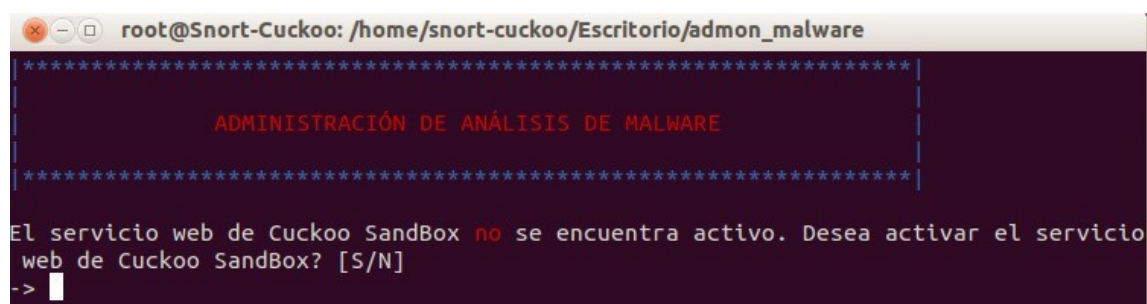 root@Snort-Cuckoo: /home/snort-cuckoo/Escritorio/admon_malware
|*****************************************************************|
ADMINISTRACIÓN DE ANÁLISIS DE MALWARE
|*****************************************************************|
El servicio web de Cuckoo SandBox no se encuentra activo. Desea activar el servicio
web de Cuckoo SandBox? [S/N]
->